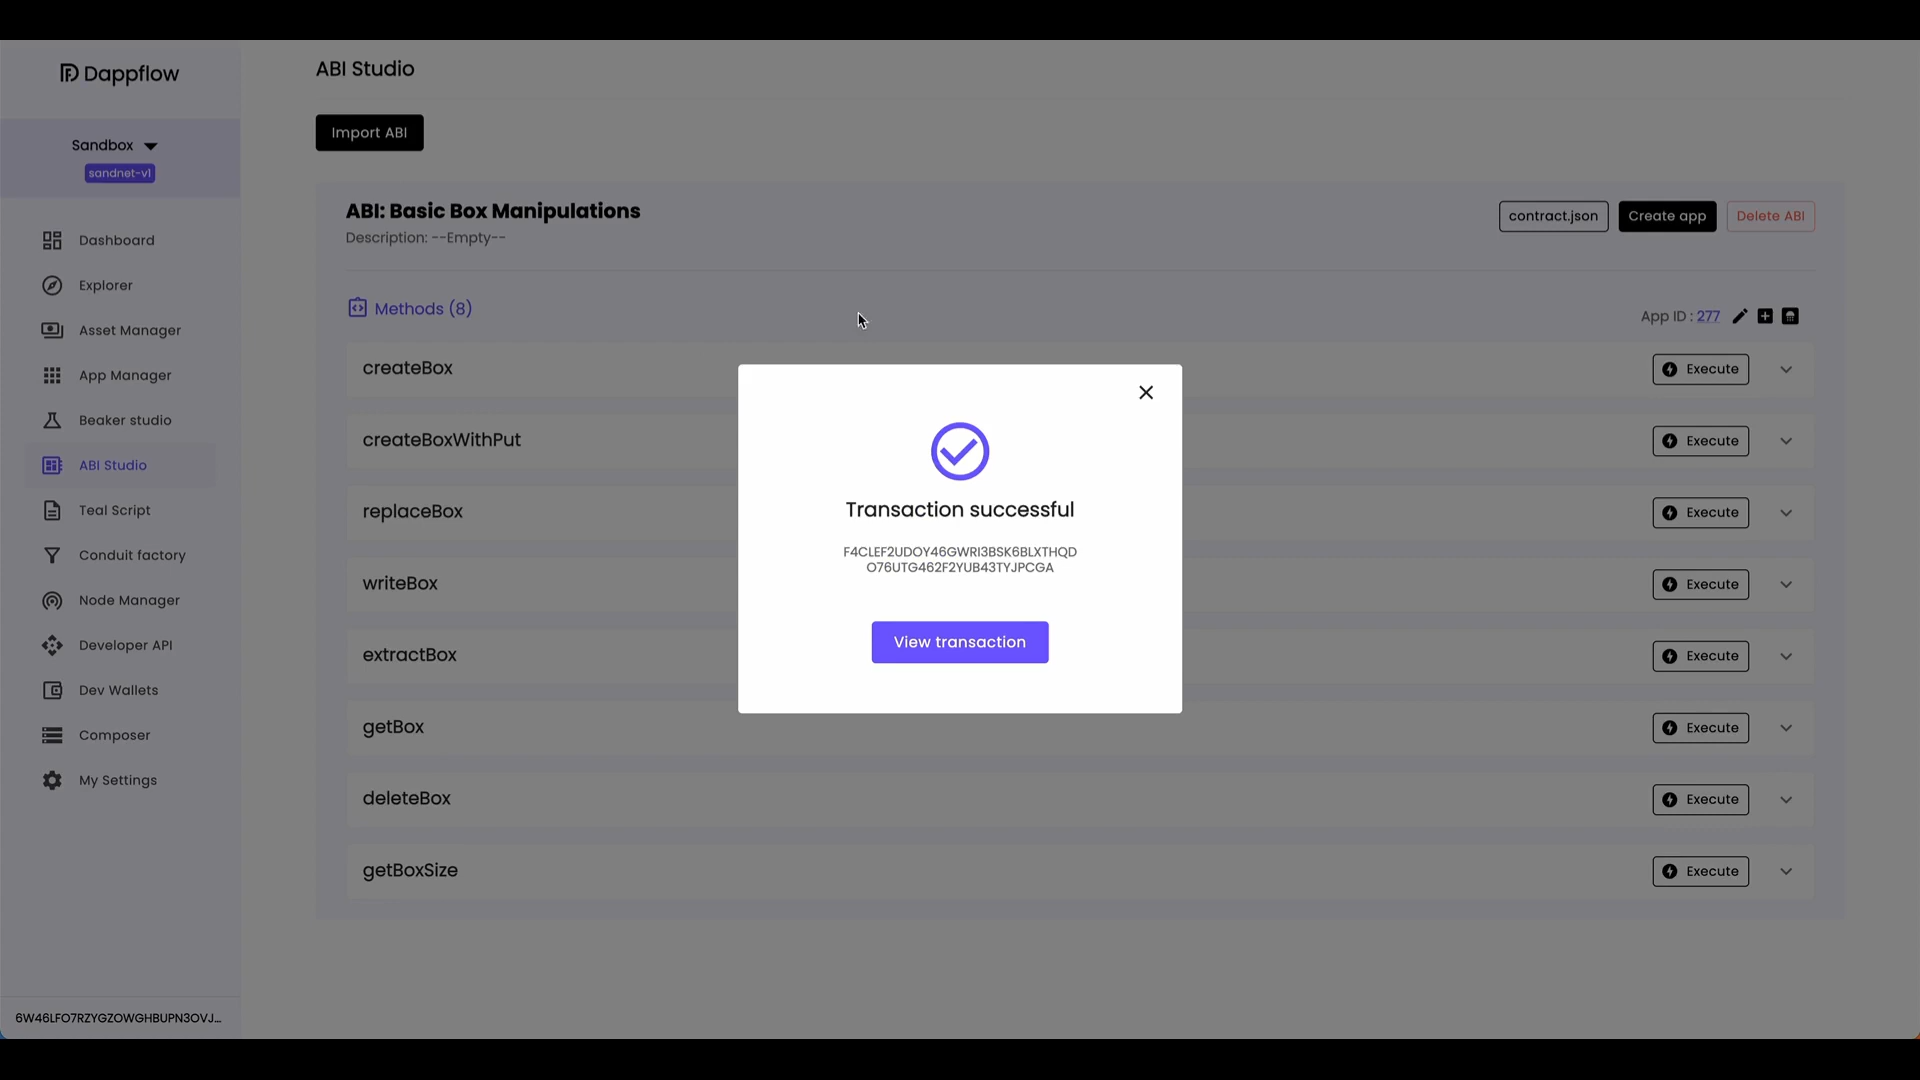 Dappflow
Sandbox
sandnet-v1
Dashboard
Explorer
Asset Manager
App Manager
Beaker studio
ABI Studio
Teal Script
Conduit factory
Node Manager
Developer API
Dev Wallets
Composer
My Settings
6W46LFO7RZYGZOWGHBUPN3OVJ...
ABI Studio
Import ABI
ABI: Basic Box Manipulations
Description: --Empty--
contract.json
Create app
Delete ABI
Methods (8)
App ID : 277
createBox
Execute
createBoxWithPut
Execute
replaceBox
Execute
writeBox
Execute
extractBox
Execute
getBox
Execute
deleteBox
Execute
getBoxSize
Execute
Transaction successful
F4CLEF2UDOY46GWRI3BSK6BLXTHQD
O76UTG462F2YUB43TYJPCGA
View transaction